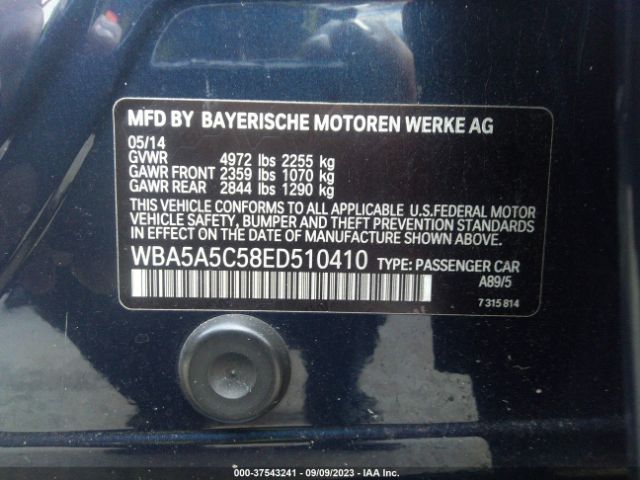 MFD BY BAYERISCHE MOTOREN WERKE AG
05/14
GVWR 4972 lbs 2255 kg
GAWR FRONT 2359 lbs 1070 kg
GAWR REAR 2844 lbs 1290 kg
THIS VEHICLE CONFORMS TO ALL APPLICABLE U.S.FEDERAL MOTOR
VEHICLE SAFETY, BUMPER AND THEFT PREVENTION STANDARDS
IN EFFECT ON THE DATE OF MANUFACTURE SHOWN ABOVE.
WBA5A5C58ED510410 TYPE: PASSENGER CAR
A89/5
7 315 814
000-37543241 - 09/09/2023 - IAA Inc.